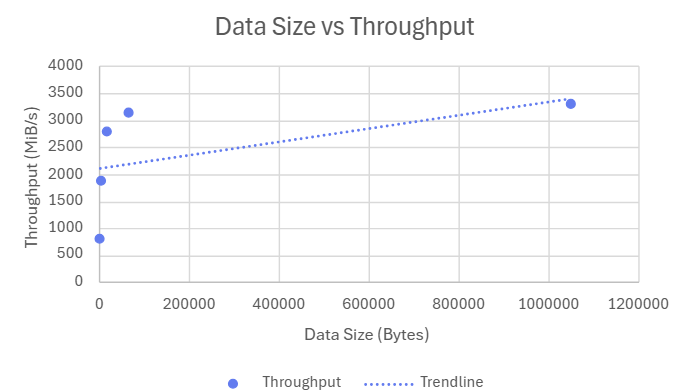 Data Size vs Throughput
4000
3500
3000
2500
2000
1500
1000
500
0
Throughput (MiB/s)
0 200000 400000 600000 800000 1000000 1200000
Data Size (Bytes)
Throughput Trendline